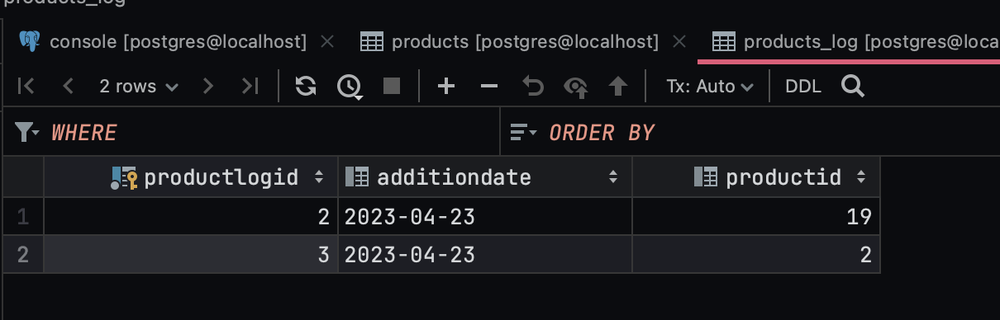 products_log
console [postgres@localhost]
products [postgres@localhost]
products_log [postgres@loca
2 rows
Tx: Auto
DDL
WHERE
ORDER BY
productlogid additiondate productid
1 2 2023-04-23 19
2 3 2023-04-23 2